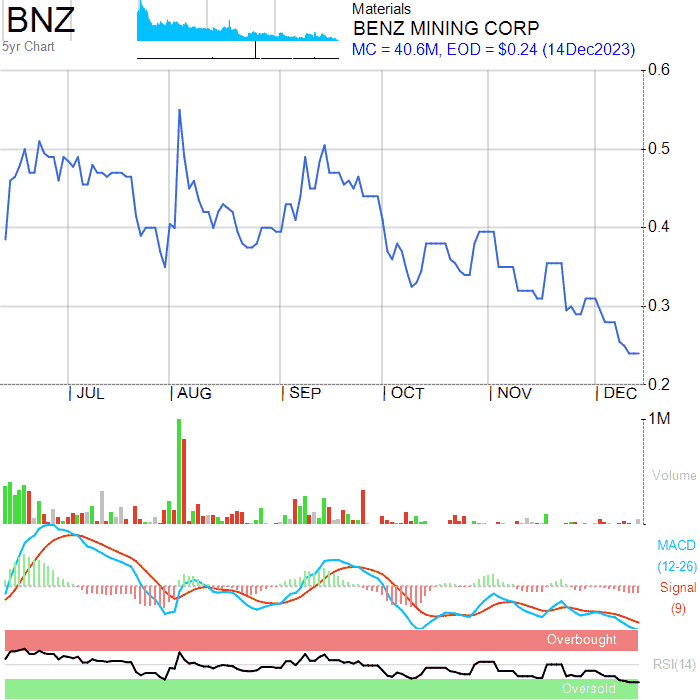 BNZ
5yr Chart
Materials
BENZ MINING CORP
MC = 40.6M, EOD = $0.24 (14Dec2023)
0.6
0.5
0.4
0.3
0.2
| JUL | AUG | SEP | OCT | NOV | DEC
1M
Volume
MACD
(12-26)
Signal
(9)
Overbought
RSI(14)
Oversold